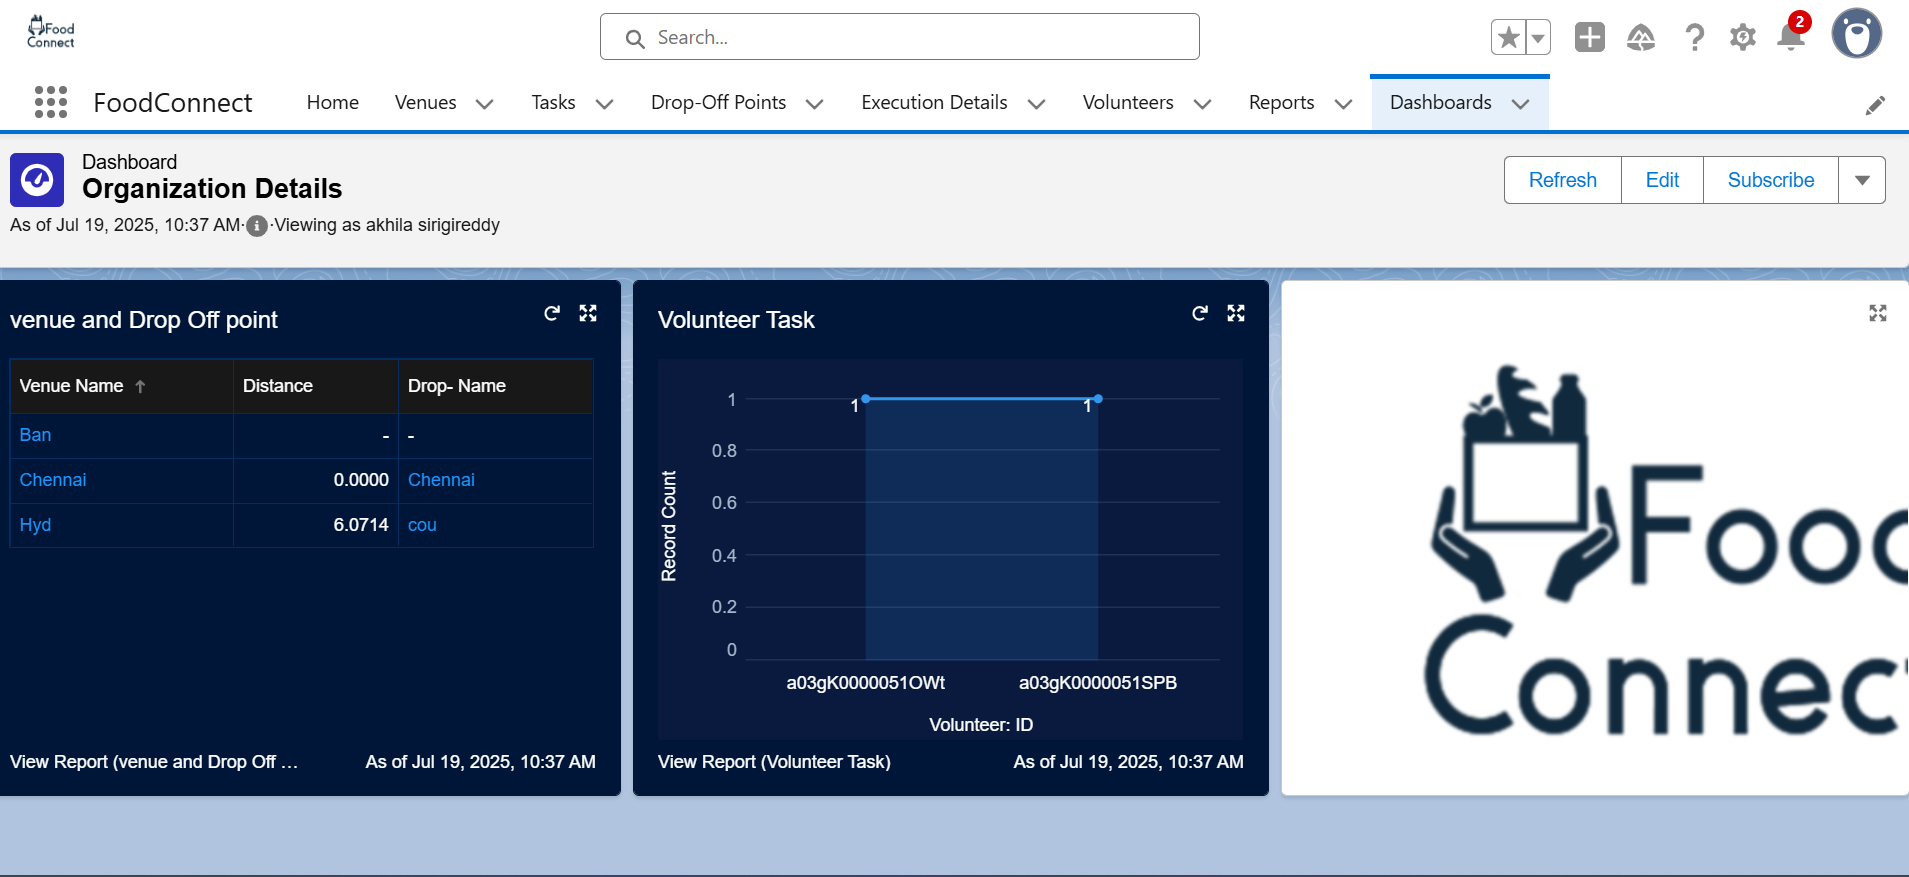 Food
Connect
Search...
2
FoodConnect
Home
Venues
Tasks
Drop-Off Points
Execution Details
Volunteers
Reports
Dashboards
Dashboard
Organization Details
As of Jul 19, 2025, 10:37 AM·i·Viewing as akhila sirigireddy
Refresh
Edit
Subscribe
venue and Drop Off point
Venue Name ↑ Distance Drop- Name
Ban - -
Chennai 0.0000 Chennai
Hyd 6.0714 cou
View Report (venue and Drop Off ... As of Jul 19, 2025, 10:37 AM
Volunteer Task
Record Count
1
0.8
0.6
0.4
0.2
0
1 1
a03gK0000051OWt a03gK0000051SPB
Volunteer: ID
View Report (Volunteer Task) As of Jul 19, 2025, 10:37 AM
Food
Connect